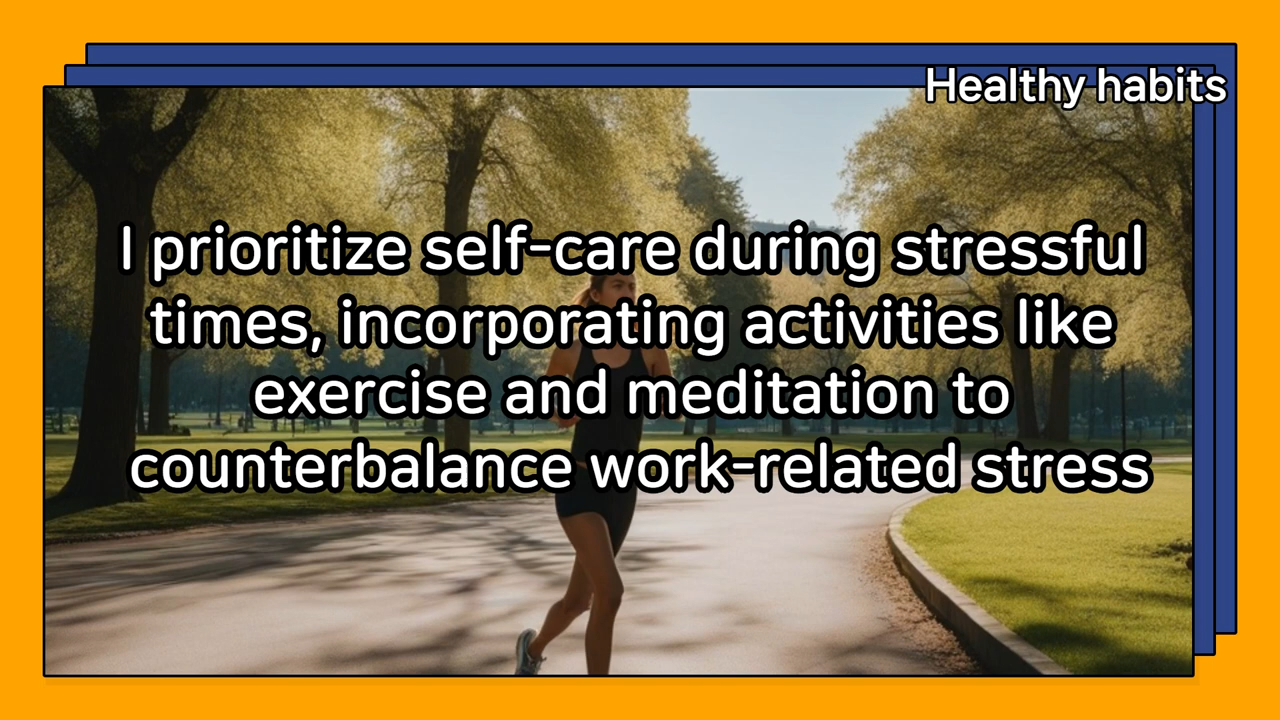 Healthy habits
I prioritize self-care during stressful
times, incorporating activities like
exercise and meditation to
counterbalance work-related stress